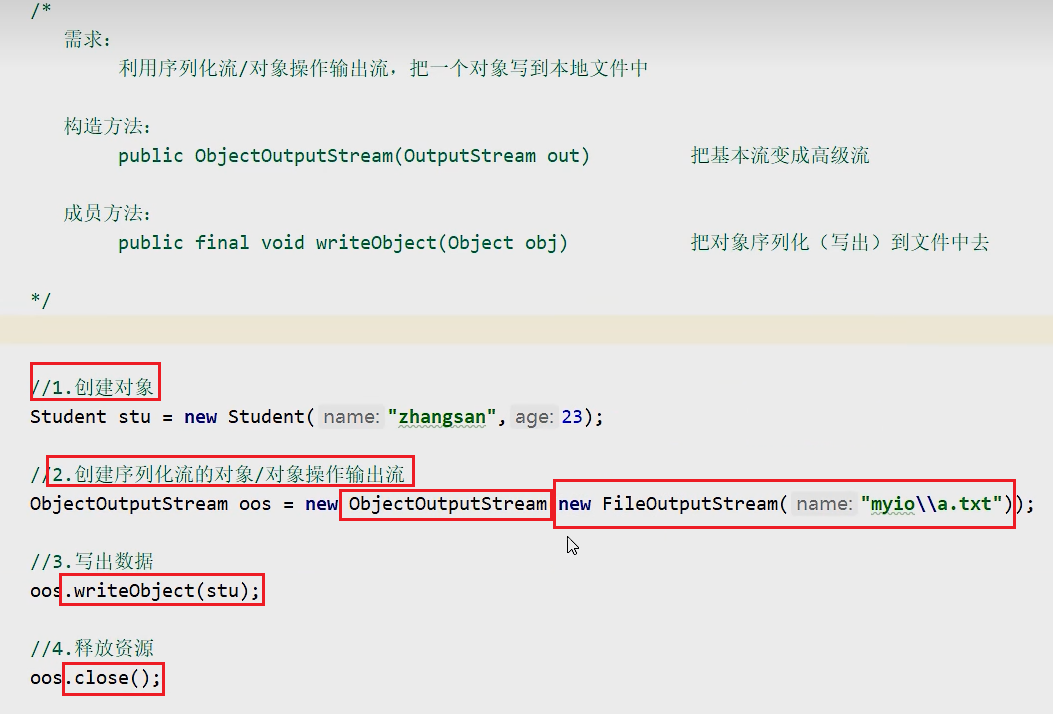 /*
需求:
利用序列化流/对象操作输出流，把一个对象写到本地文件中
构造方法:
public ObjectOutputStream(OutputStream out) 把基本流变成高级流
成员方法:
public final void writeObject(Object obj) 把对象序列化（写出）到文件中去
*/
//1.创建对象
Student stu = new Student( name: "zhangsan", age: 23);
//2.创建序列化流的对象/对象操作输出流
ObjectOutputStream oos = new ObjectOutputStream(new FileOutputStream( name: "myio\\a.txt"));
//3.写出数据
oos.writeObject(stu);
//4.释放资源
oos.close();